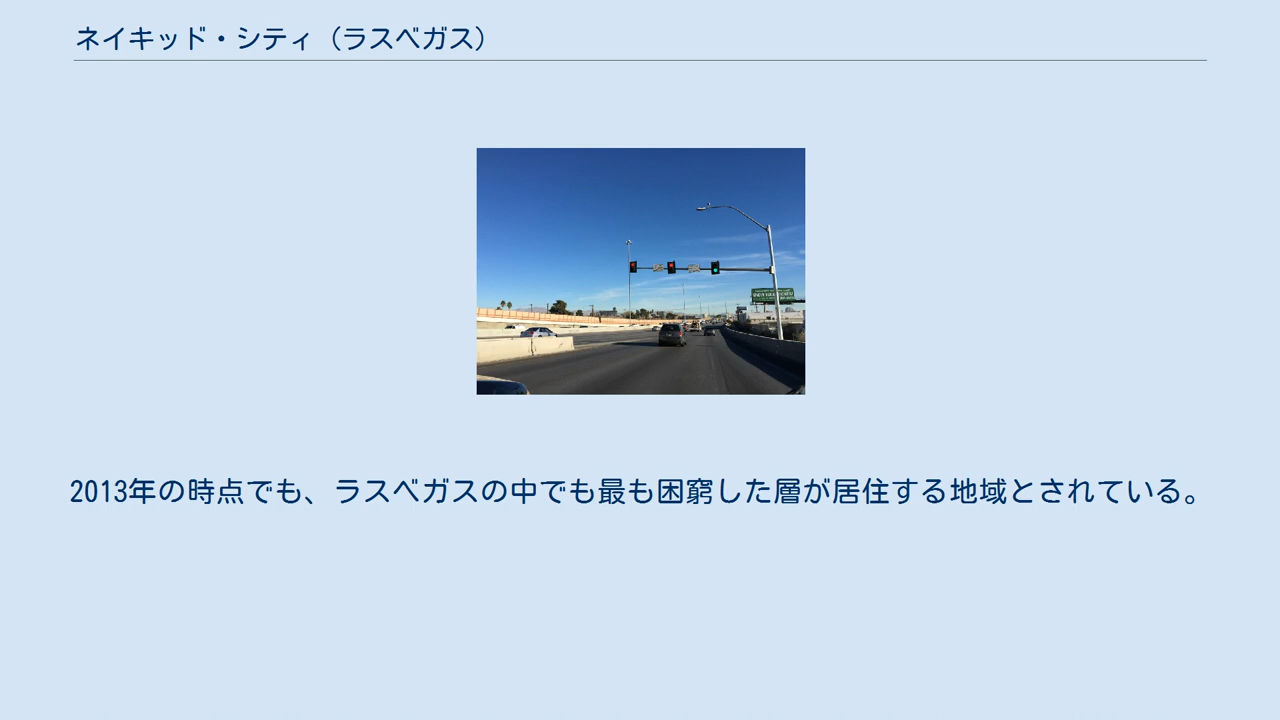 ネイキッド・シティ（ラスベガス）
2013年の時点でも、ラスベガスの中でも最も困窮した層が居住する地域とされている。